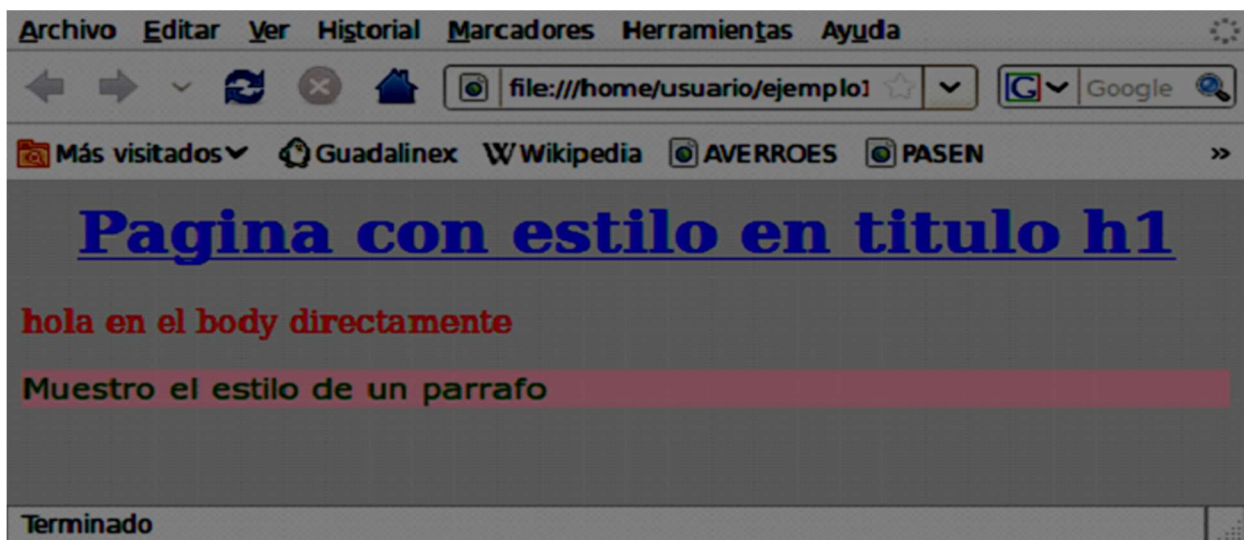 Archivo Editar Ver Historial Marcadores Herramientas Ayuda
file:///home/usuario/ejemplo1 G Google
Más visitados Guadalinex W Wikipedia AVERROES PASEN »
Pagina con estilo en titulo h1
hola en el body directamente
Muestro el estilo de un parrafo
Terminado